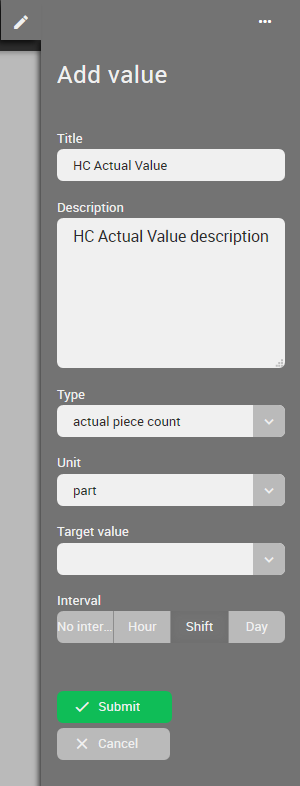 Add value
Title
HC Actual Value
Description
HC Actual Value description
Type
actual piece count
Unit
part
Target value
Interval
No inter... Hour Shift Day
Submit
Cancel